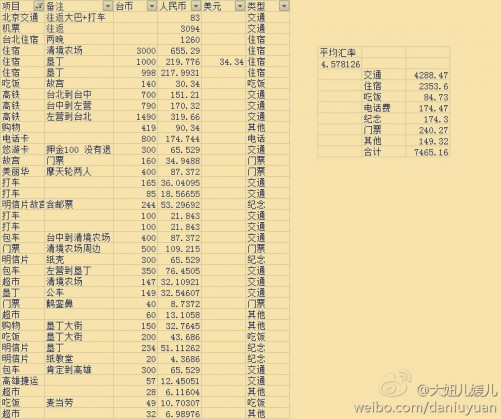 项目 备注 台币 人民币 美元 类型
北京交通 往返大巴+打车 83 交通
机票 往返 3094 交通
台北住宿 两晚 1260 住宿
住宿 清境农场 3000 655.29 住宿
住宿 垦丁 1000 219.776 34.34 住宿
住宿 垦丁 998 217.9931 住宿
吃饭 故宫 140 30.34 吃饭
高铁 台北到台中 700 151.21 交通
高铁 台中到左营 790 170.32 交通
高铁 左营到台北 1490 319.66 交通
购物 419 90.34 其他
电话卡 800 174.744 电话卡
悠游卡 押金100 没有退 300 65.529 交通
故宫 门票 160 34.9488 门票
美丽华 摩天轮两人 400 87.372 门票
打车 165 36.04095 交通
打车 85 18.56655 交通
明信片故宫 含邮票 244 53.29692 纪念
打车 100 21.843 交通
打车 100 21.843 交通
包车 台中到清境农场 400 87.372 交通
门票 清境农场周边 500 109.215 门票
明信片 纸壳 300 65.529 纪念
包车 左营到垦丁 350 76.4505 交通
超市 清境农场 147 32.10921 其他
垦丁 公车 149 32.54607 交通
门票 鹅銮鼻 40 8.7372 门票
超市 60 13.1058 其他
购物 垦丁大街 150 32.7645 其他
吃饭 垦丁大街 200 43.686 吃饭
明信片 垦丁 234 51.11262 纪念
明信片 纸教堂 20 4.3686 纪念
包车 肯定到高雄 300 65.529 交通
高雄捷运 57 12.45051 交通
超市 28 6.11604 其他
吃饭 麦当劳 49 10.70307 吃饭
超市 32 6.98976 其他
平均汇率
4.578126
交通 4288.47
住宿 2353.6
吃饭 84.73
电话费 174.47
纪念 174.3
门票 240.27
其他 149.32
合计 7465.16
@大妞儿媛儿
weibo.com/daniuyuan